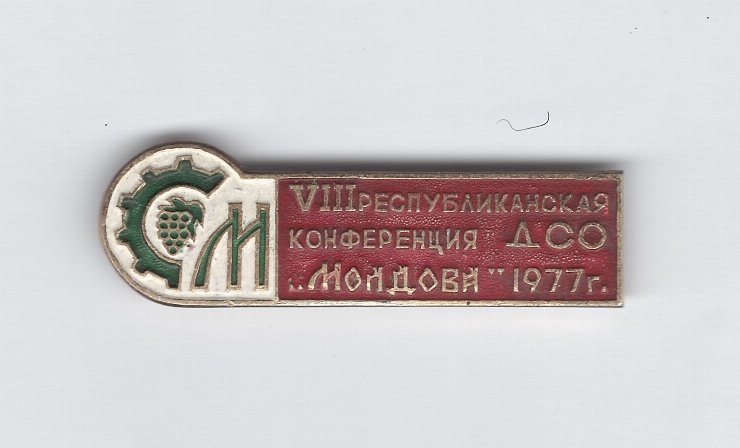 М
VIII РЕСПУБЛИКАНСКАЯ
КОНФЕРЕНЦИЯ ДСО
„МОЛДОВА" 1977г.